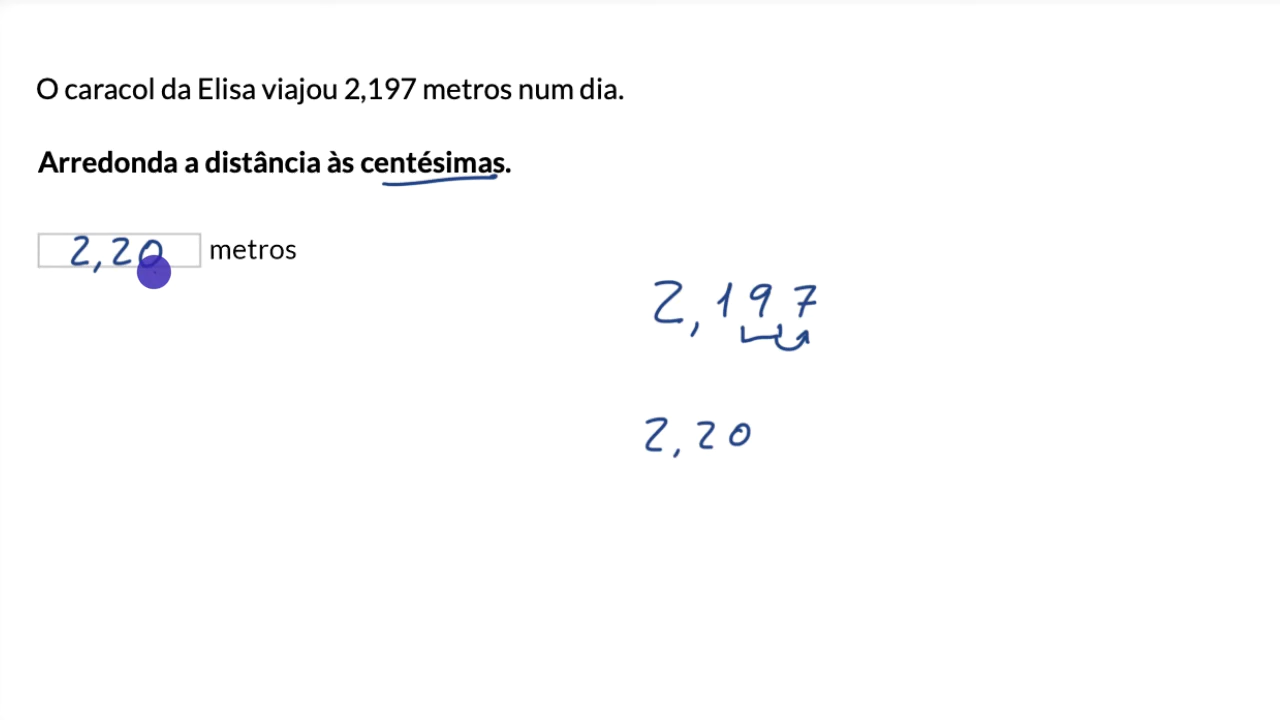 O caracol da Elisa viajou 2,197 metros num dia.
Arredonda a distância às centésimas.
2,20 metros
2,197
2,20